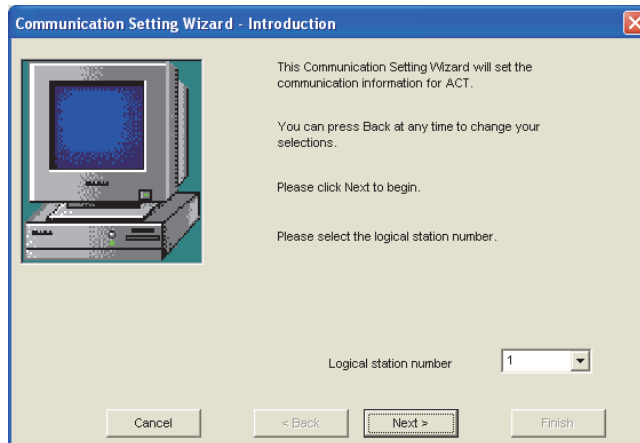 Communication Setting Wizard - Introduction
This Communication Setting Wizard will set the
communication information for ACT.
You can press Back at any time to change your
selections.
Please click Next to begin.
Please select the logical station number.
Logical station number 1
Cancel < Back Next > Finish